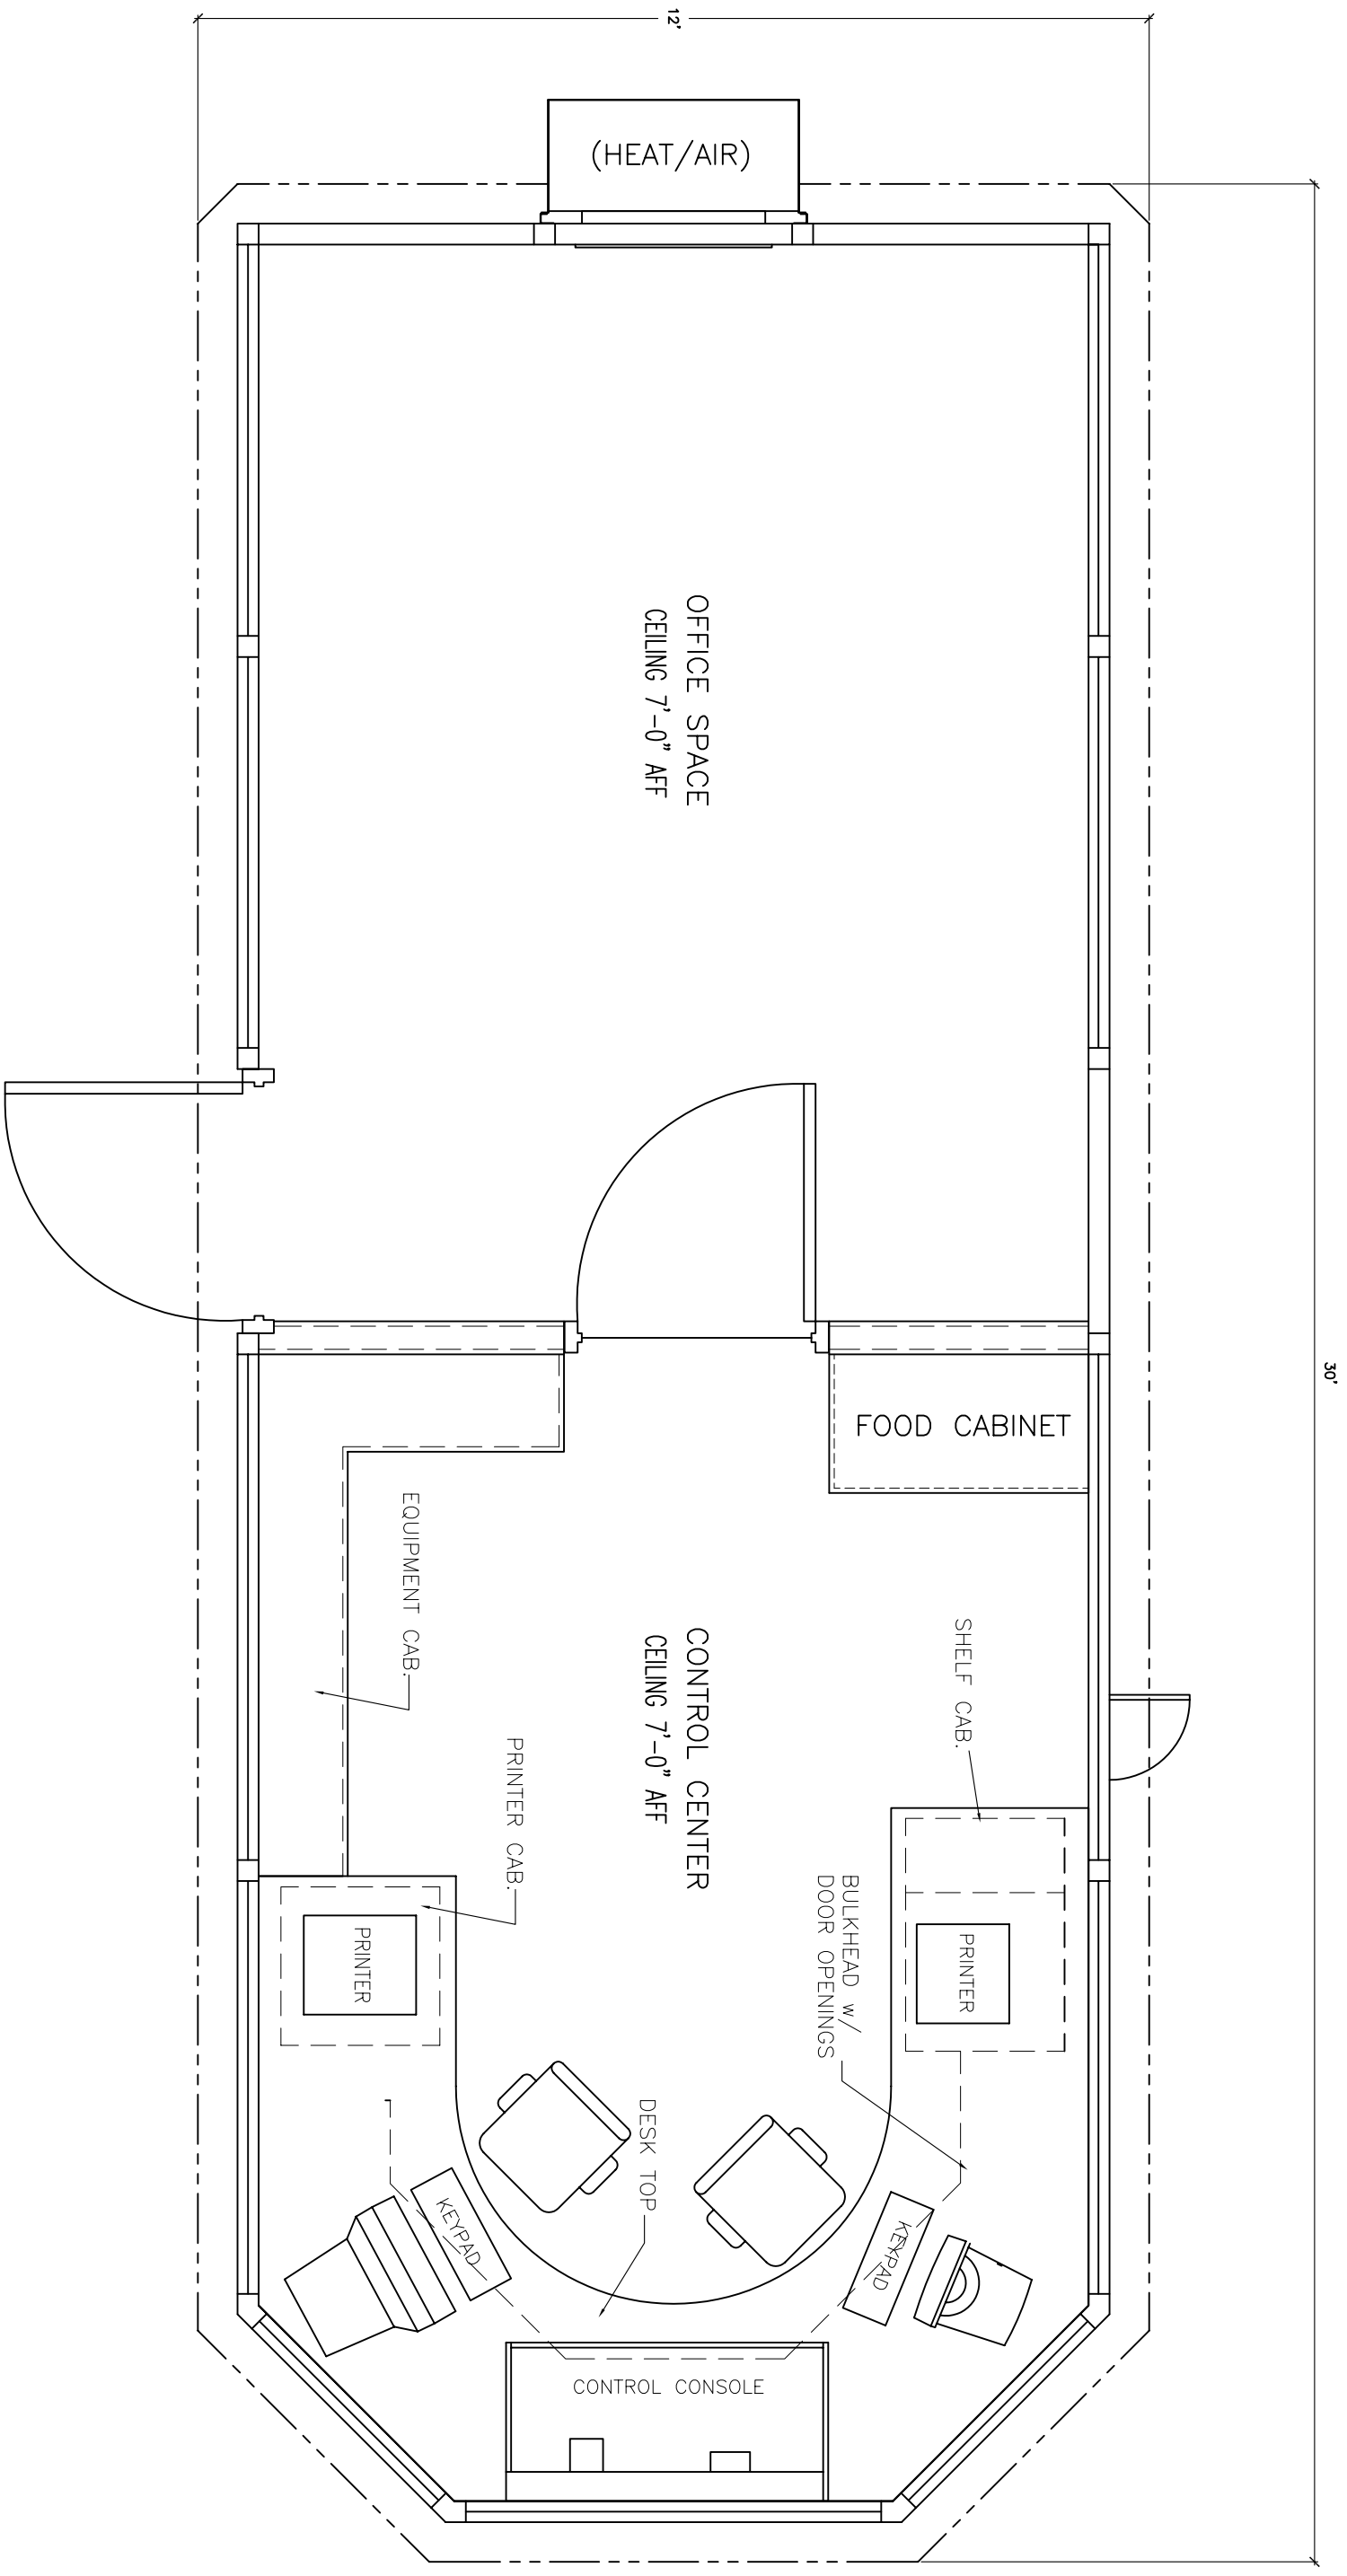 12'
(HEAT/AIR)
OFFICE SPACE
CEILING 7'-0" AFF
30'
FOOD CABINET
EQUIPMENT CAB.
SHELF CAB.
CONTROL CENTER
CEILING 7'-0" AFF
PRINTER CAB.
BULKHEAD w/
DOOR OPENINGS
PRINTER
PRINTER
DESK TOP
KEYPAD
KEYPAD
CONTROL CONSOLE